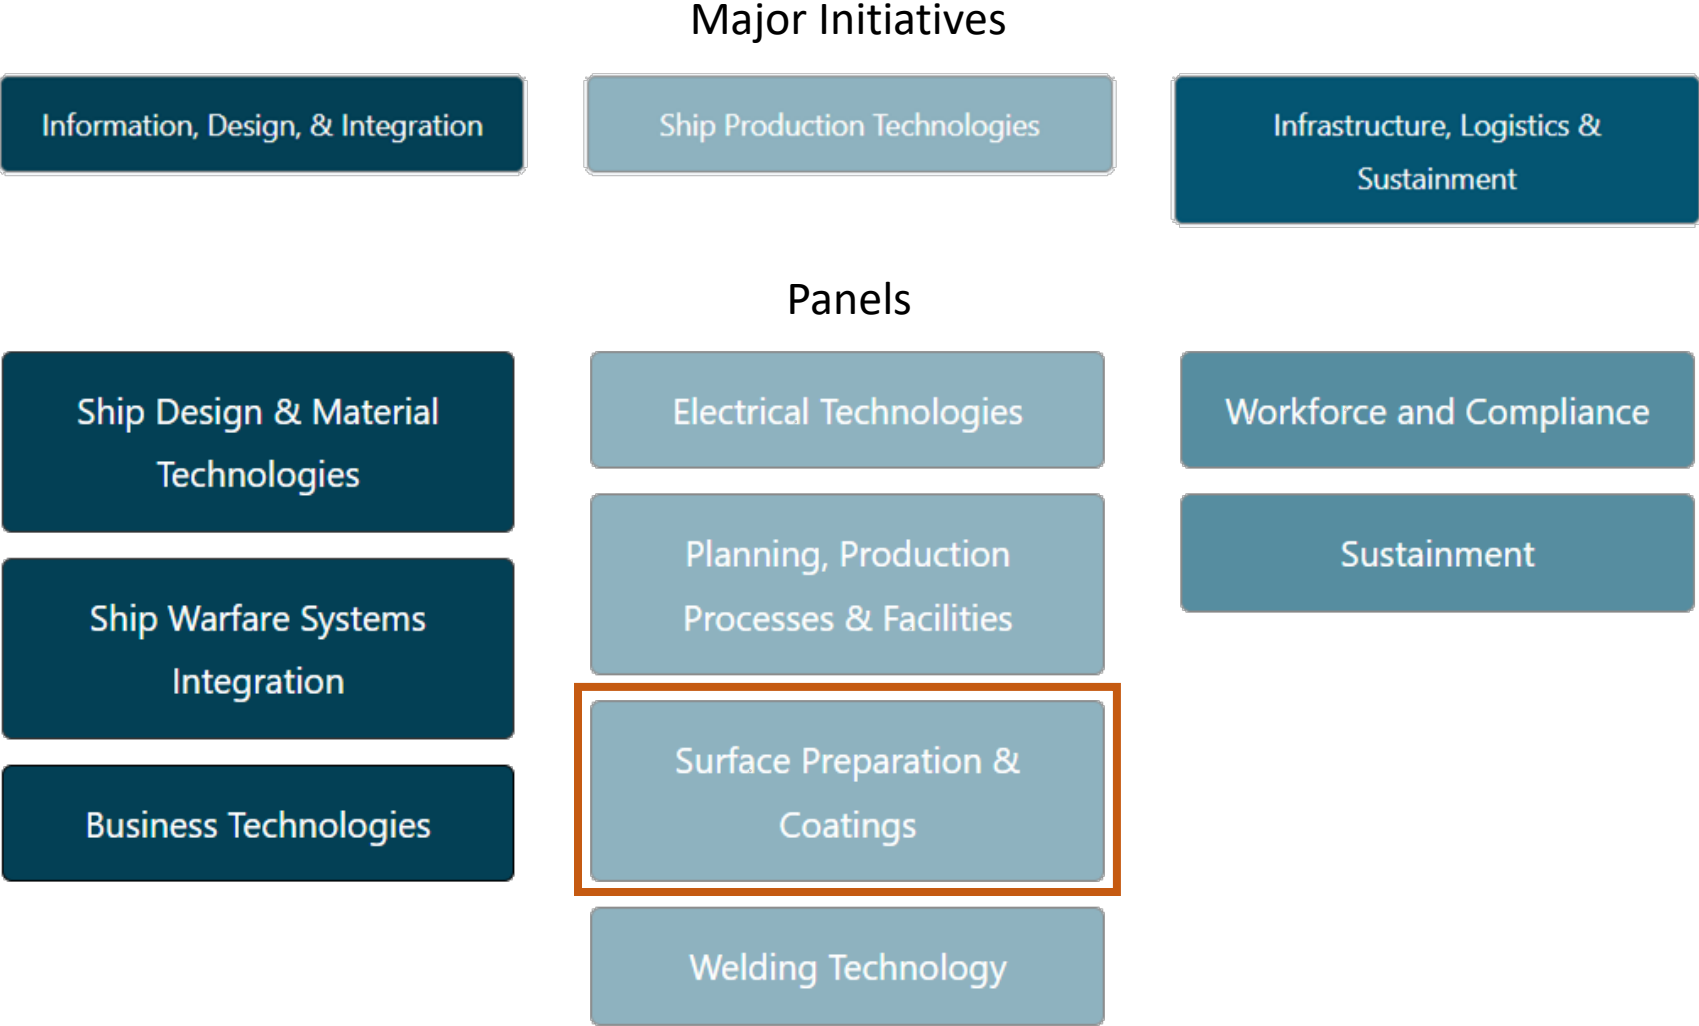 Major Initiatives
Information, Design, & Integration
Ship Production Technologies
Infrastructure, Logistics &
Sustainment
Panels
Ship Design & Material
Technologies
Ship Warfare Systems
Integration
Business Technologies
Electrical Technologies
Planning, Production
Processes & Facilities
Surface Preparation &
Coatings
Welding Technology
Workforce and Compliance
Sustainment